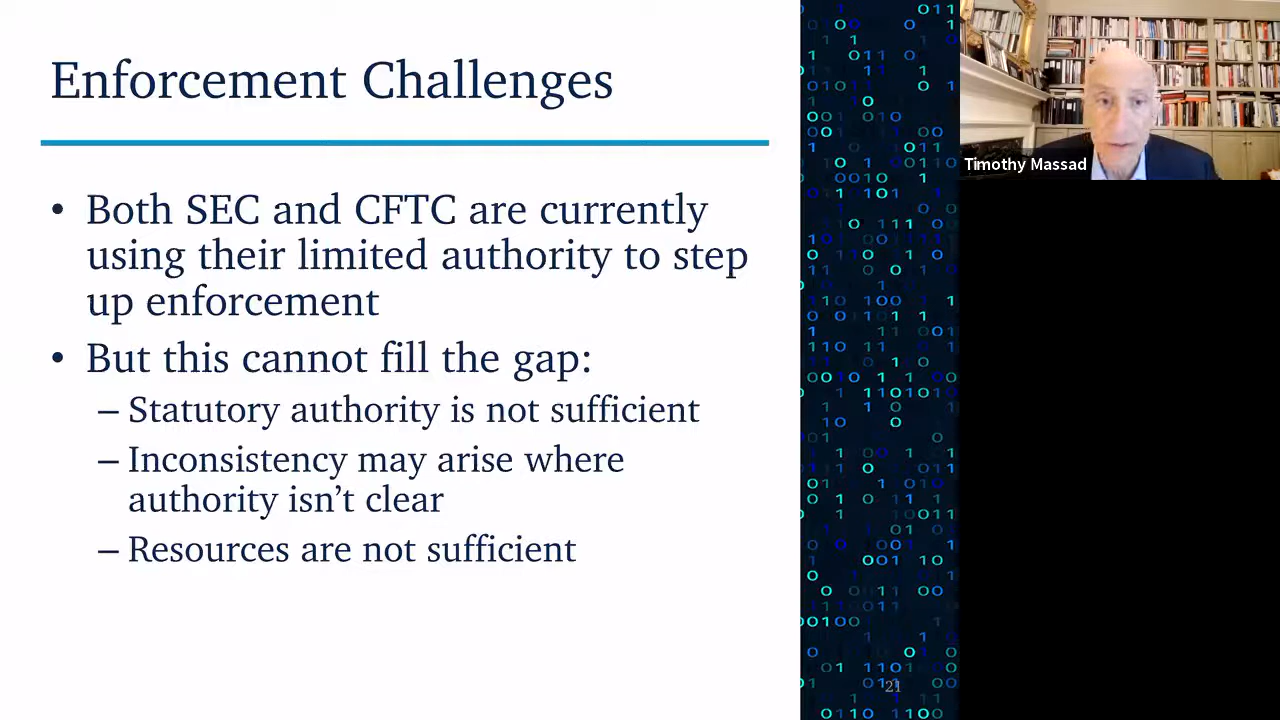 Enforcement Challenges
• Both SEC and CFTC are currently
using their limited authority to step
up enforcement
• But this cannot fill the gap:
– Statutory authority is not sufficient
– Inconsistency may arise where
authority isn’t clear
– Resources are not sufficient
21
Timothy Massad